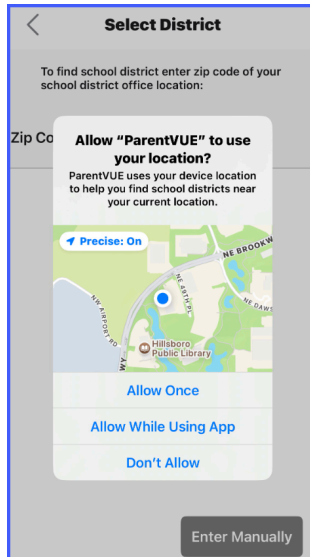 Select District
To find school district enter zip code of your
school district office location:
Zip Co
Allow “ParentVUE” to use
your location?
ParentVUE uses your device location
to help you find school districts near
your current location.
Precise: On
NE BROOKW
NE 49TH PL
NE DAWS
NW AIRPORT RD
Hillsboro
Public Library
WY
Allow Once
Allow While Using App
Don’t Allow
Enter Manually